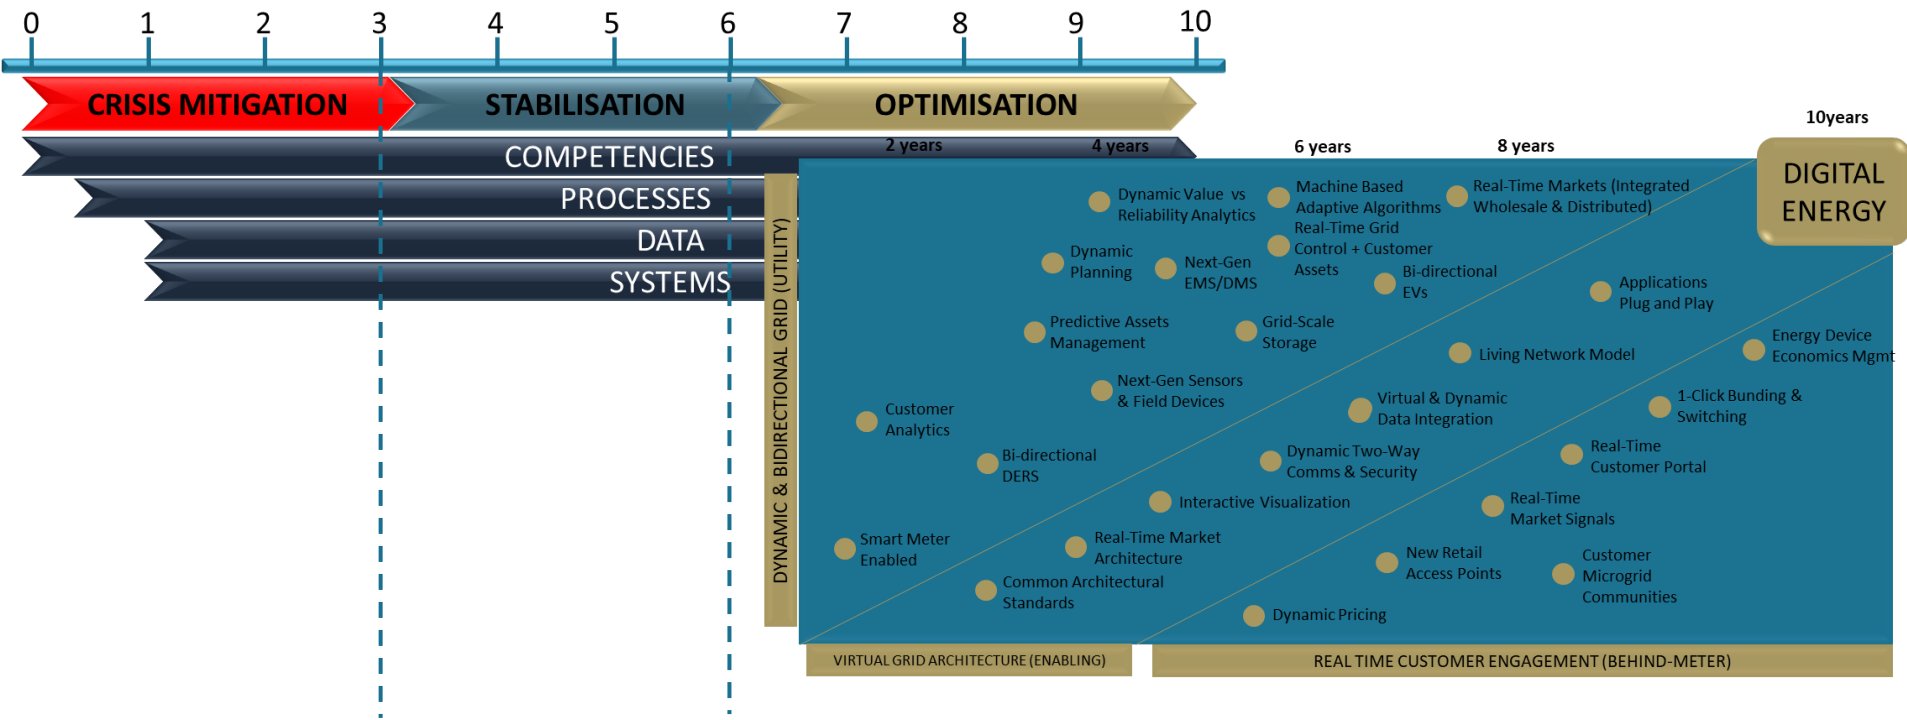 0 1 2 3 4 5 6 7 8 9 10
CRISIS MITIGATION
STABILISATION
OPTIMISATION
COMPETENCIES
PROCESSES
DATA
SYSTEMS
2 years
4 years
6 years
8 years
10years
DIGITAL
ENERGY
DYNAMIC & BIDIRECTIONAL GRID (UTILITY)
Dynamic Value vs
Reliability Analytics
Machine Based
Adaptive Algorithms
Real-Time Markets (Integrated
Wholesale & Distributed)
Real-Time Grid
Control + Customer
Assets
Dynamic
Planning
Next-Gen
EMS/DMS
Bi-directional
EVs
Applications
Plug and Play
Predictive Assets
Management
Grid-Scale
Storage
Living Network Model
Energy Device
Economics Mgmt
Next-Gen Sensors
& Field Devices
Virtual & Dynamic
Data Integration
1-Click Bunding &
Switching
Customer
Analytics
Bi-directional
DERS
Dynamic Two-Way
Comms & Security
Real-Time
Customer Portal
Interactive Visualization
Real-Time
Market Signals
Smart Meter
Enabled
Real-Time Market
Architecture
New Retail
Access Points
Customer
Microgrid
Communities
Common Architectural
Standards
Dynamic Pricing
VIRTUAL GRID ARCHITECTURE (ENABLING)
REAL TIME CUSTOMER ENGAGEMENT (BEHIND-METER)